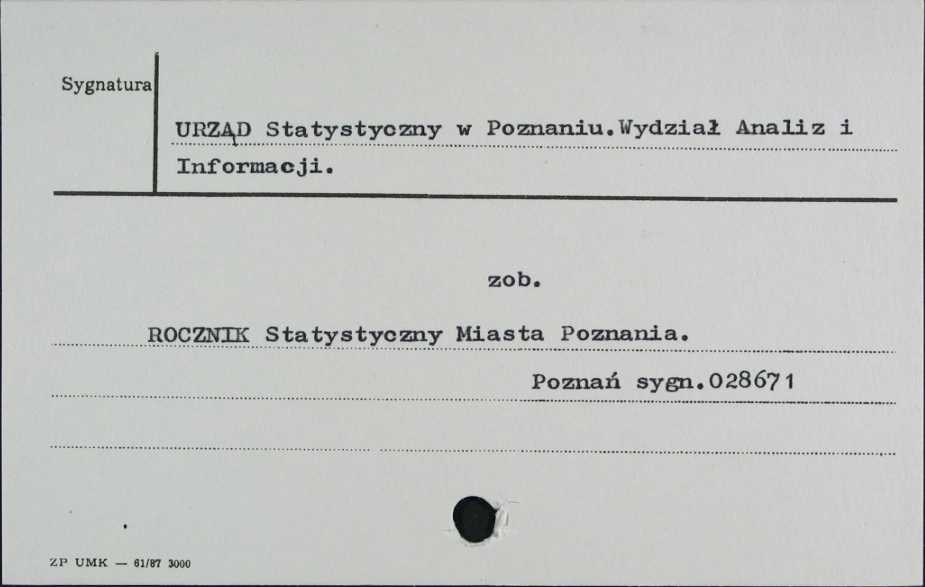 Sygnatura
URZĄD Statystyczny w Poznaniu.Wydział Analiz i
Informacji.
zob.
ROCZNIK Statystyczny Miasta Poznania.
Poznań sygn.028671
ZP UMK — 61/87 3000